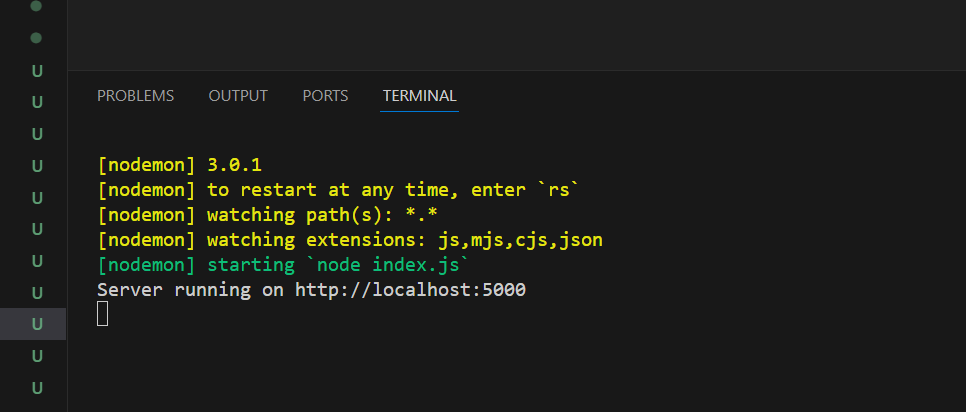 U
U
U
U
U
U
U
U
U
U
U
PROBLEMS OUTPUT PORTS TERMINAL
[nodemon] 3.0.1
[nodemon] to restart at any time, enter `rs`
[nodemon] watching path(s): *.*
[nodemon] watching extensions: js,mjs,cjs,json
[nodemon] starting `node index.js`
Server running on http://localhost:5000